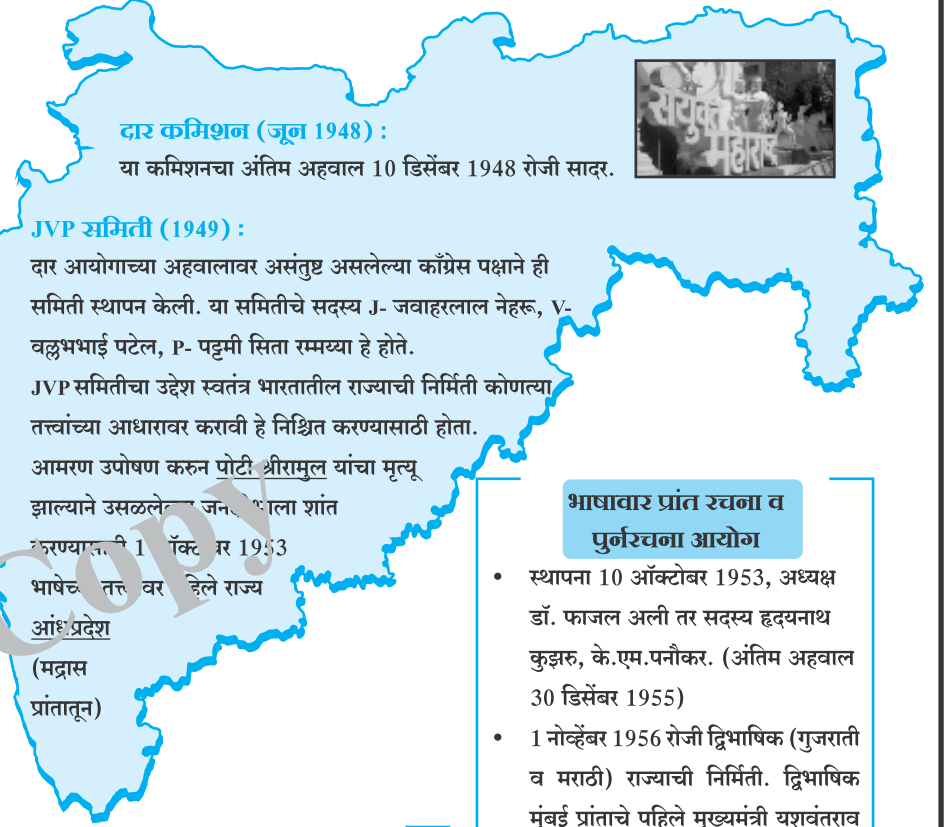 संयुक्त
महाराष्ट्र
दार कमिशन (जून 1948) :
या कमिशनचा अंतिम अहवाल 10 डिसेंबर 1948 रोजी सादर.
JVP समिती (1949) :
दार आयोगाच्या अहवालावर असंतुष्ट असलेल्या काँग्रेस पक्षाने ही
समिती स्थापन केली. या समितीचे सदस्य J- जवाहरलाल नेहरू, V-
वल्लभभाई पटेल, P- पट्टमी सिता रम्मय्या हे होते.
JVP समितीचा उद्देश स्वतंत्र भारतातील राज्याची निर्मिती कोणत्या
तत्त्वांच्या आधारावर करावी हे निश्चित करण्यासाठी होता.
आमरण उपोषण करुन पोटी श्रीरामुल यांचा मृत्यू
झाल्याने शांत
1 1953
राज्य
आंध्रप्रदेश
(मद्रास
प्रांतातून)
Copy
भाषावार प्रांत रचना व
पुर्नरचना आयोग
• स्थापना 10 ऑक्टोबर 1953, अध्यक्ष
डॉ. फाजल अली तर सदस्य हृदयनाथ
कुझरु, के.एम.पनौकर. (अंतिम अहवाल
30 डिसेंबर 1955)
• 1 नोव्हेंबर 1956 रोजी द्विभाषिक (गुजराती
व मराठी) राज्याची निर्मिती. द्विभाषिक
मुंबई प्रांताचे पहिले मुख्यमंत्री यशवंतराव